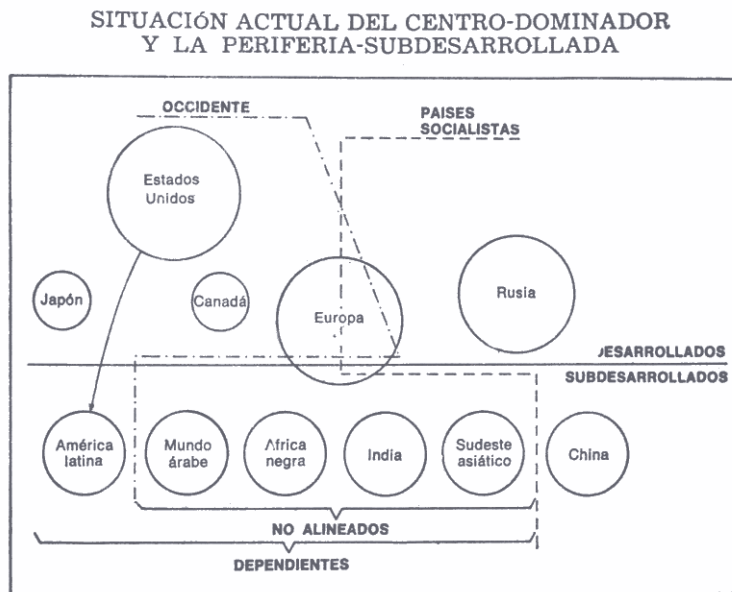 SITUACIÓN ACTUAL DEL CENTRO-DOMINADOR
Y LA PERIFERIA-SUBDESARROLLADA
OCCIDENTE
PAISES
SOCIALISTAS
Estados
Unidos
Japón
Canadá
Europa
Rusia
DESARROLLADOS
SUBDESARROLLADOS
América
latina
Mundo
árabe
Africa
negra
India
Sudeste
asiático
China
NO ALINEADOS
DEPENDIENTES